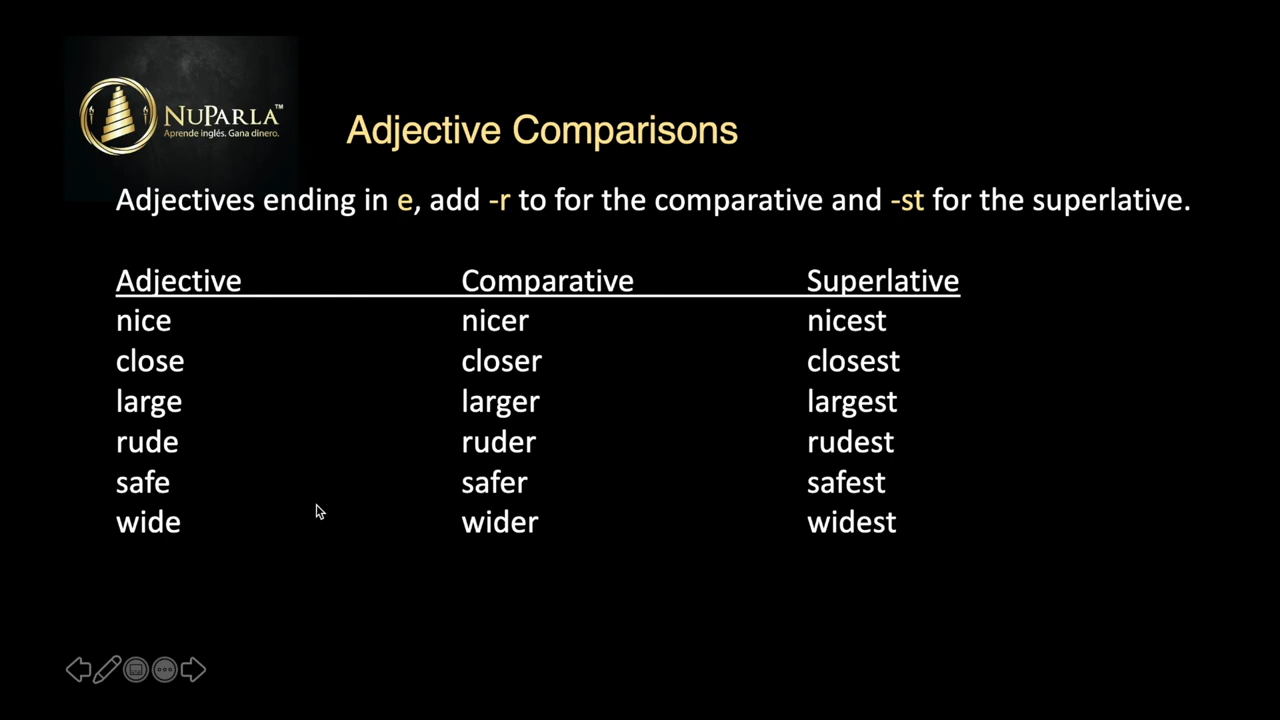 NUPARLA™
Aprende inglés. Gana dinero.
Adjective Comparisons
Adjectives ending in e, add -r to for the comparative and -st for the superlative.
Adjective Comparative Superlative
nice nicer nicest
close closer closest
large larger largest
rude ruder rudest
safe safer safest
wide wider widest